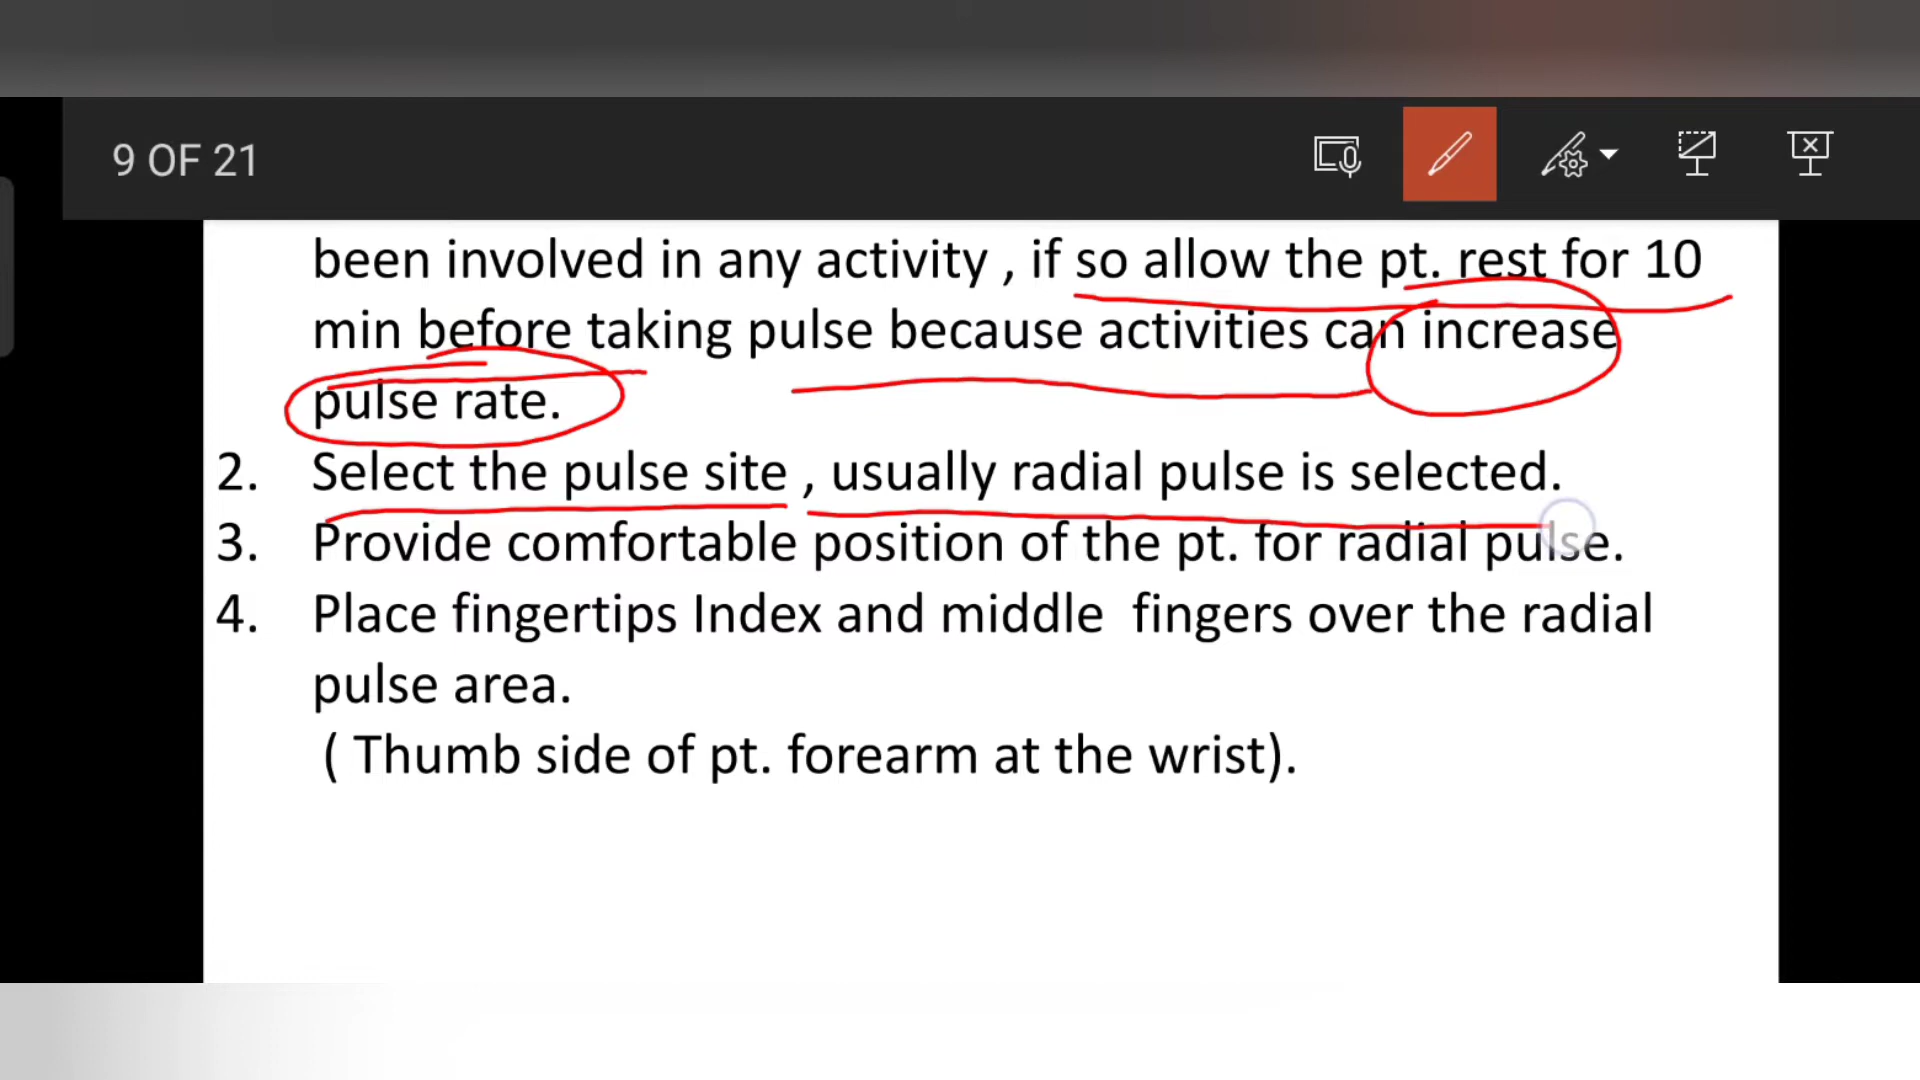 9 OF 21
been involved in any activity , if so allow the pt. rest for 10
min before taking pulse because activities can increase
pulse rate.
2. Select the pulse site , usually radial pulse is selected.
3. Provide comfortable position of the pt. for radial pulse.
4. Place fingertips Index and middle fingers over the radial
pulse area.
( Thumb side of pt. forearm at the wrist).